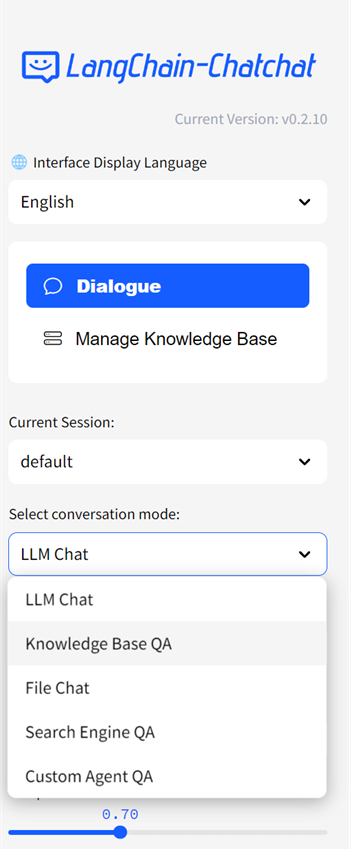 LangChain-Chatchat
Current Version: v0.2.10
Interface Display Language
English
Dialogue
Manage Knowledge Base
Current Session:
default
Select conversation mode:
LLM Chat
LLM Chat
Knowledge Base QA
File Chat
Search Engine QA
Custom Agent QA
0.70